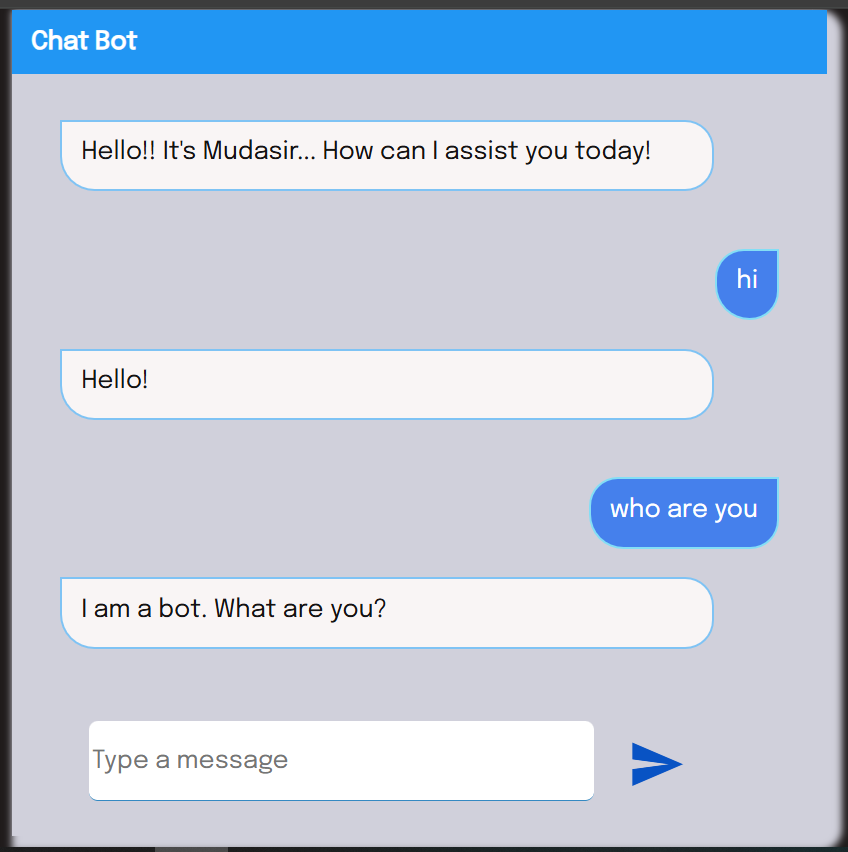 Chat Bot
Hello!! It's Mudasir... How can I assist you today!
hi
Hello!
who are you
I am a bot. What are you?
Type a message